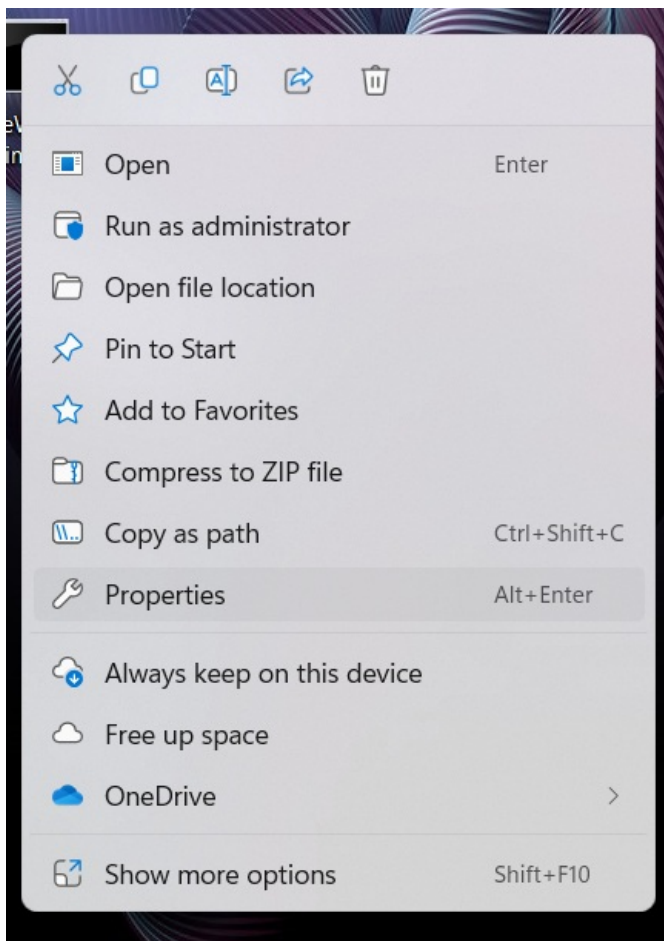 Open Enter
Run as administrator
Open file location
Pin to Start
Add to Favorites
Compress to ZIP file
Copy as path Ctrl+Shift+C
Properties Alt+Enter
Always keep on this device
Free up space
OneDrive
Show more options Shift+F10